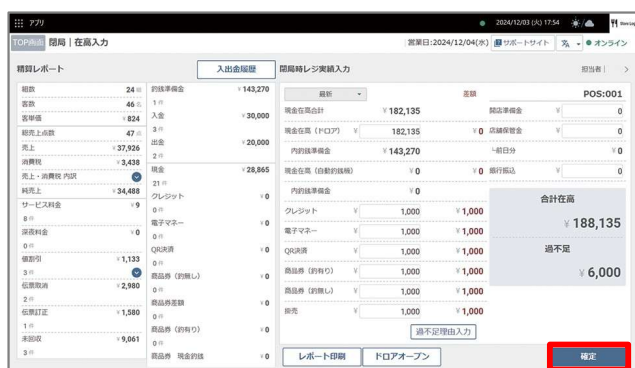 アプリ
2024/12/03 (火) 17:54
TOP画面 閉局 | 在高入力
営業日:2024/12/04(水) サポートサイト オンライン
精算レポート 入出金履歴
組数 24 組
客数 46 名
客単価 ¥824
総売上点数 47 点
売上 ¥37,926
消費税 ¥3,438
売上・消費税 内訳
純売上 ¥34,488
サービス料金 ¥9
8 件
深夜料金 ¥0
0 件
値割引 ¥1,133
3 件
伝票取消 ¥2,980
2 件
伝票訂正 ¥1,580
1 件
未回収 ¥9,061
3 件
釣銭準備金 ¥143,270
1 件
入金 ¥30,000
3 件
出金 ¥20,000
2 件
現金 ¥28,865
21 件
クレジット ¥0
0 件
電子マネー ¥0
0 件
QR決済 ¥0
0 件
商品券 (釣無し) ¥0
0 件
商品券差額 ¥0
0 件
商品券 (釣有り) ¥0
0 件
商品券 現金釣銭 ¥0
閉局時レジ実績入力 担当者
最新 差額 POS:001
現金在高合計 ¥182,135
現金在高 (ドロア) ¥ 182,135 ¥0
内釣銭準備金 ¥143,270
現金在高 (自動釣銭機) ¥0 ¥0
内釣銭準備金 ¥0
クレジット ¥ 1,000 ¥1,000
電子マネー ¥ 1,000 ¥1,000
QR決済 ¥ 1,000 ¥1,000
商品券 (釣有り) ¥ 1,000 ¥1,000
商品券 (釣無し) ¥ 1,000 ¥1,000
掛売 ¥ 1,000 ¥1,000
過不足理由入力
開店準備金 ¥ 0
店舗保管金 ¥ 0
└前日分 ¥0
銀行振込 ¥ 0
合計在高
¥188,135
過不足
¥6,000
レポート印刷 ドロアオープン 確定